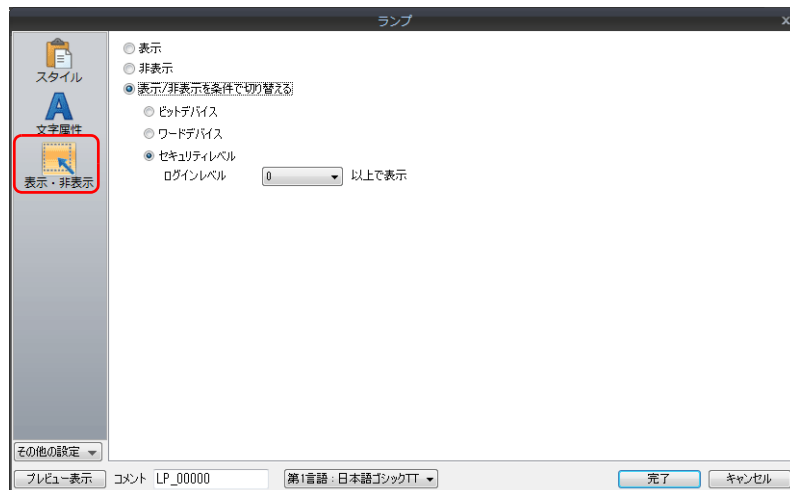 ランプ
スタイル
文字属性
表示・非表示
表示
非表示
表示/非表示を条件で切り替える
ビットデバイス
ワードデバイス
セキュリティレベル
ログインレベル 0 以上で表示
その他の設定
プレビュー表示 コメント LP_00000 第1言語:日本語ゴシックTT 完了 キャンセル